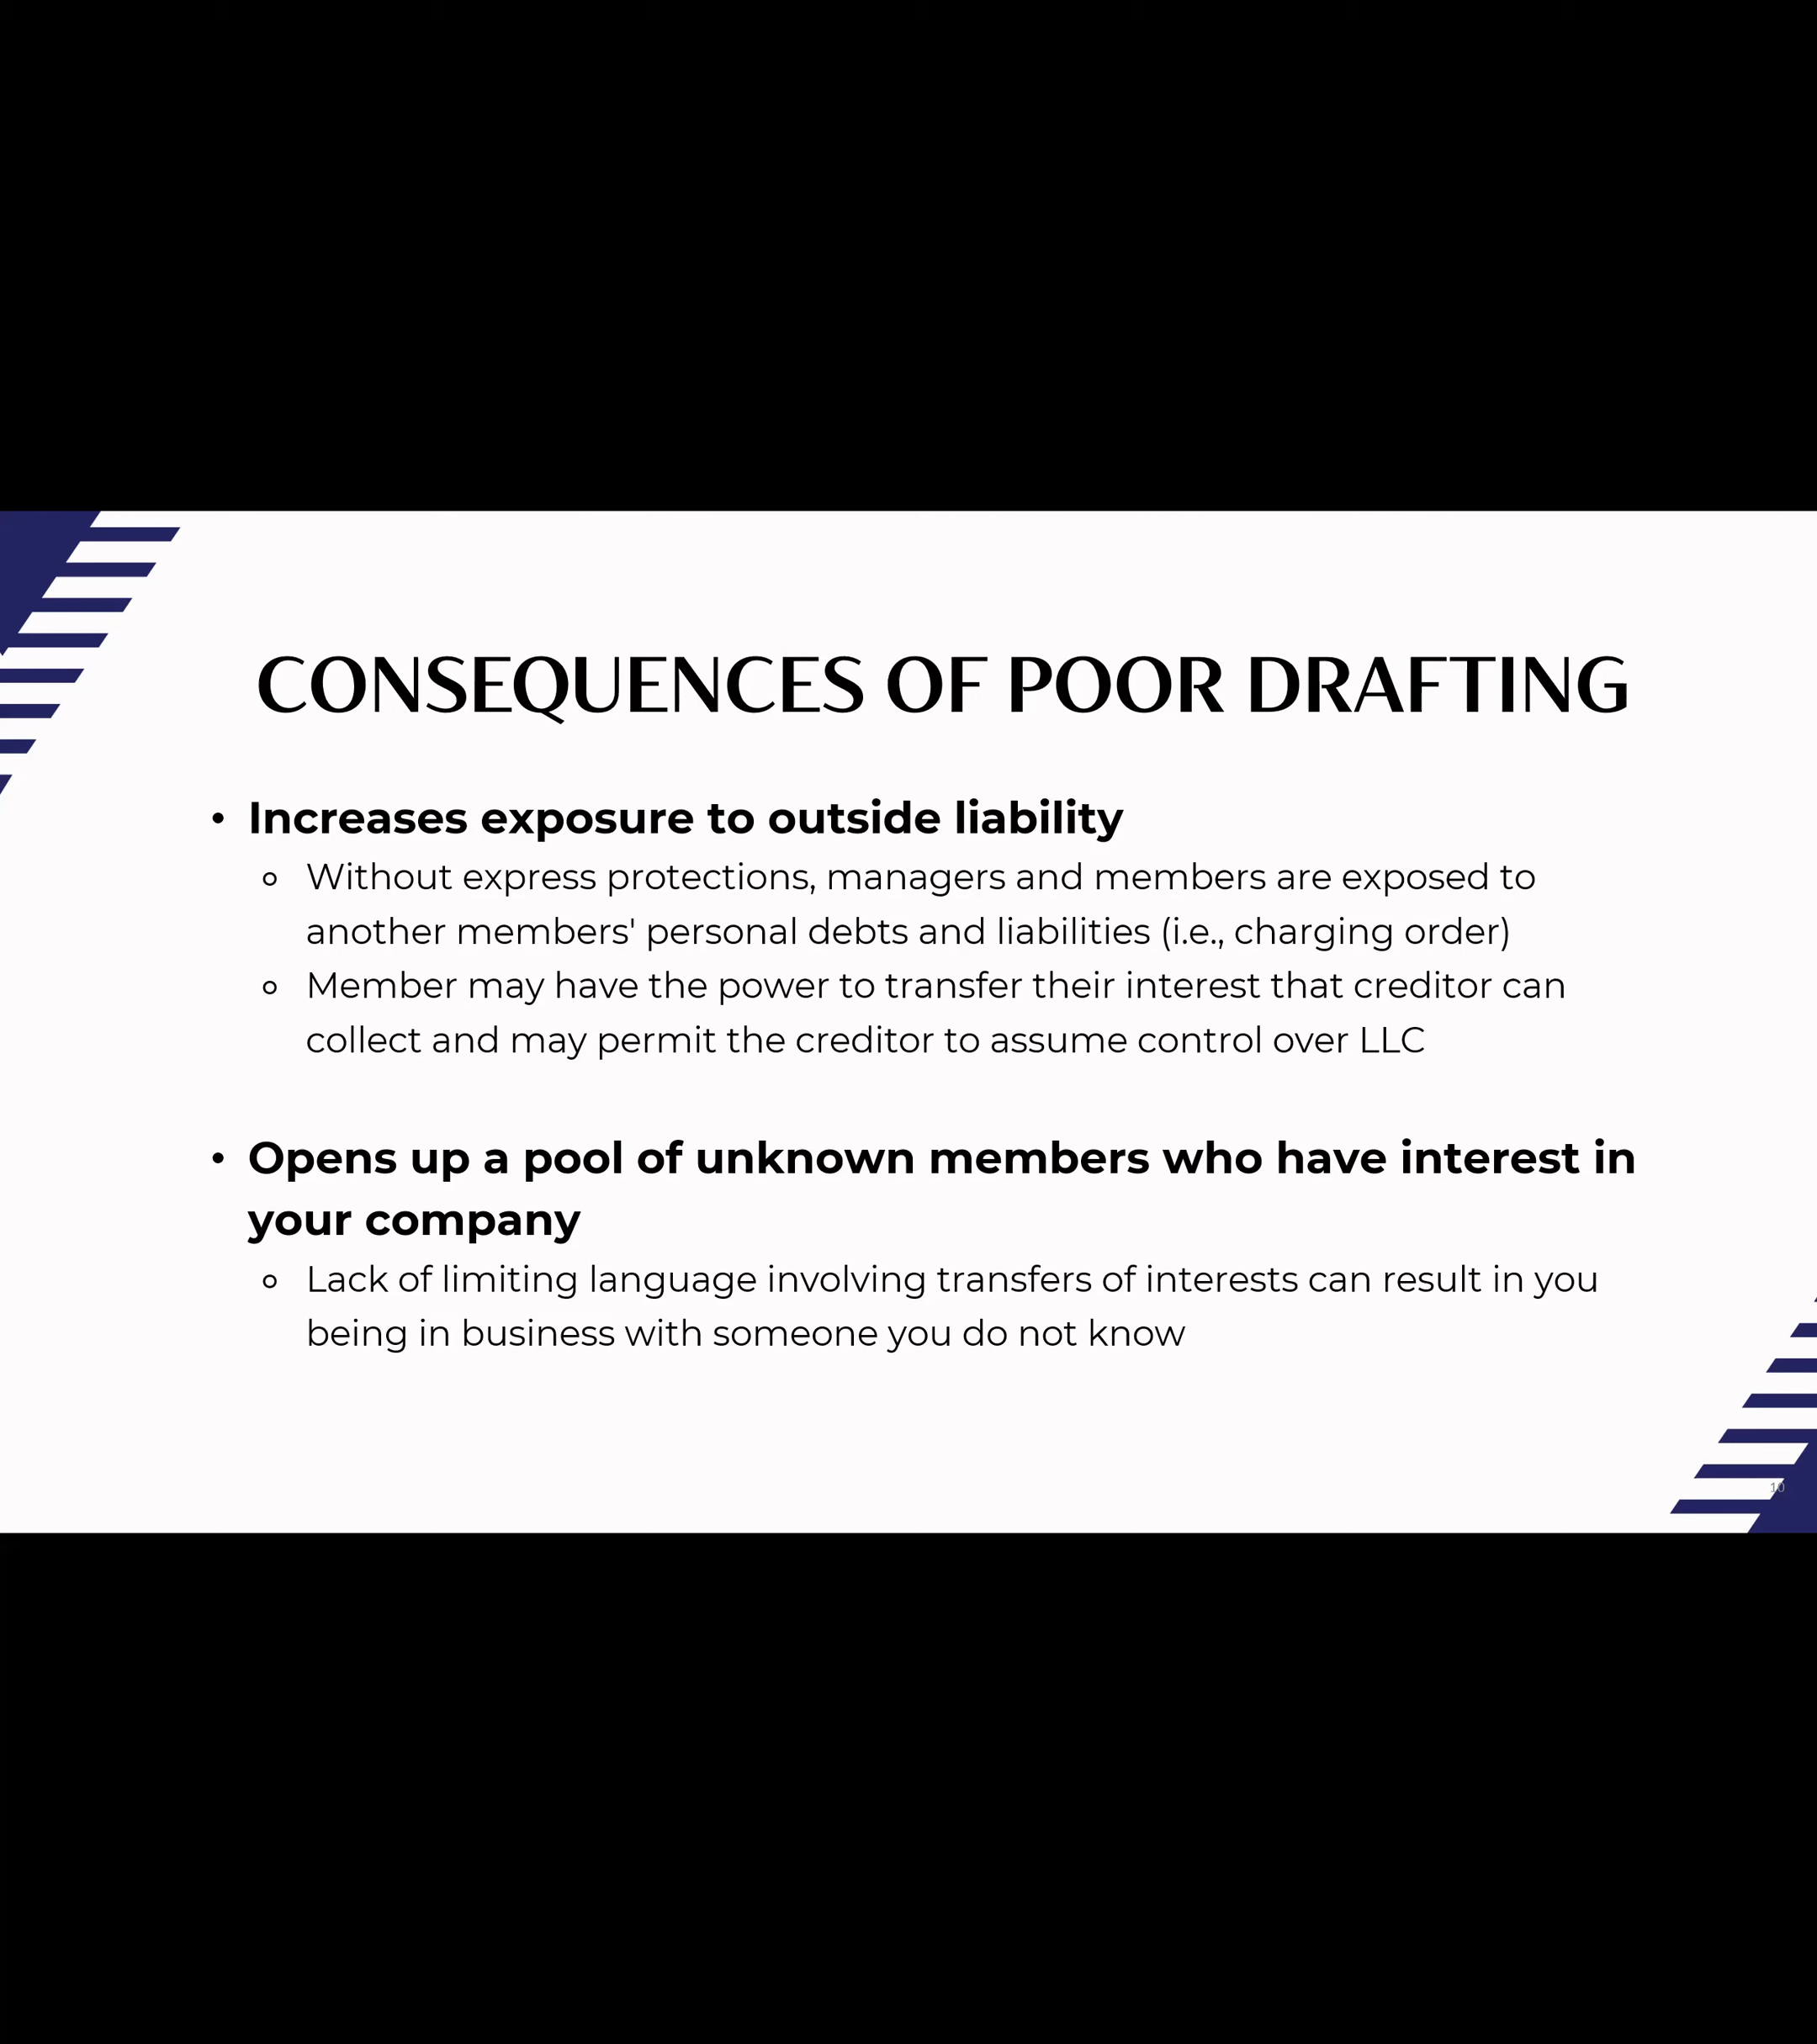 CONSEQUENCES OF POOR DRAFTING
• Increases exposure to outside liability
∘ Without express protections, managers and members are exposed to
another members' personal debts and liabilities (i.e., charging order)
∘ Member may have the power to transfer their interest that creditor can
collect and may permit the creditor to assume control over LLC
• Opens up a pool of unknown members who have interest in
your company
∘ Lack of limiting language involving transfers of interests can result in you
being in business with someone you do not know
10